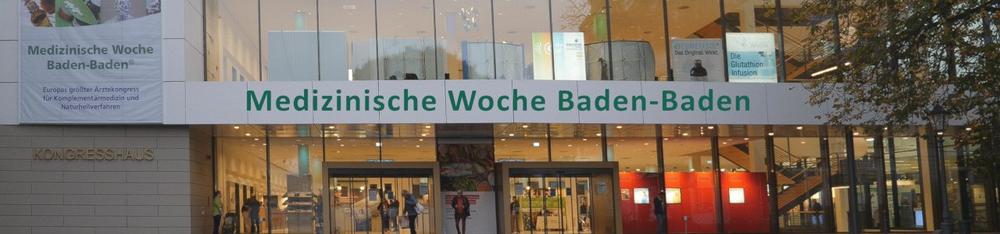 Medizinische Woche
Baden-Baden®
Europas größter Ärztekongress
für Komplementärmedizin und
Naturheilverfahren
Das Original. Wirkt.
Die
Glutathion
Infusion
Medizinische Woche Baden-Baden
KONGRESSHAUS